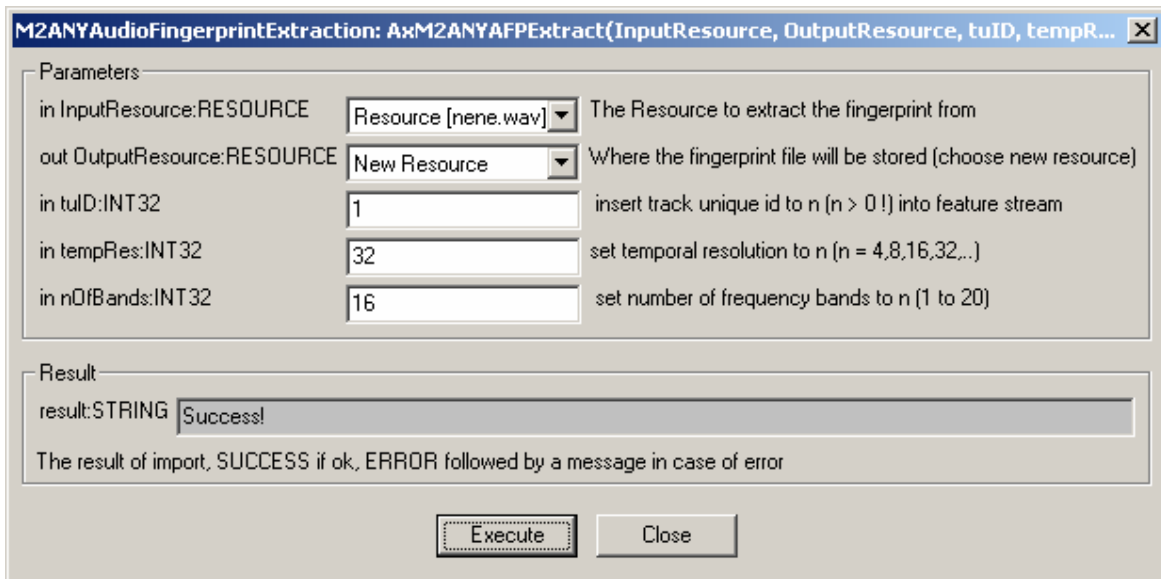 M2ANYAudioFingerprintExtraction: AxM2ANYAFPExtract(InputResource, OutputResource, tuID, tempR...
Parameters
in InputResource:RESOURCE Resource [nene.wav] The Resource to extract the fingerprint from
out OutputResource:RESOURCE New Resource Where the fingerprint file will be stored (choose new resource)
in tuID:INT32 1 insert track unique id to n (n > 0 !) into feature stream
in tempRes:INT32 32 set temporal resolution to n (n = 4,8,16,32,..)
in nOfBands:INT32 16 set number of frequency bands to n (1 to 20)
Result
result:STRING Success!
The result of import, SUCCESS if ok, ERROR followed by a message in case of error
Execute Close